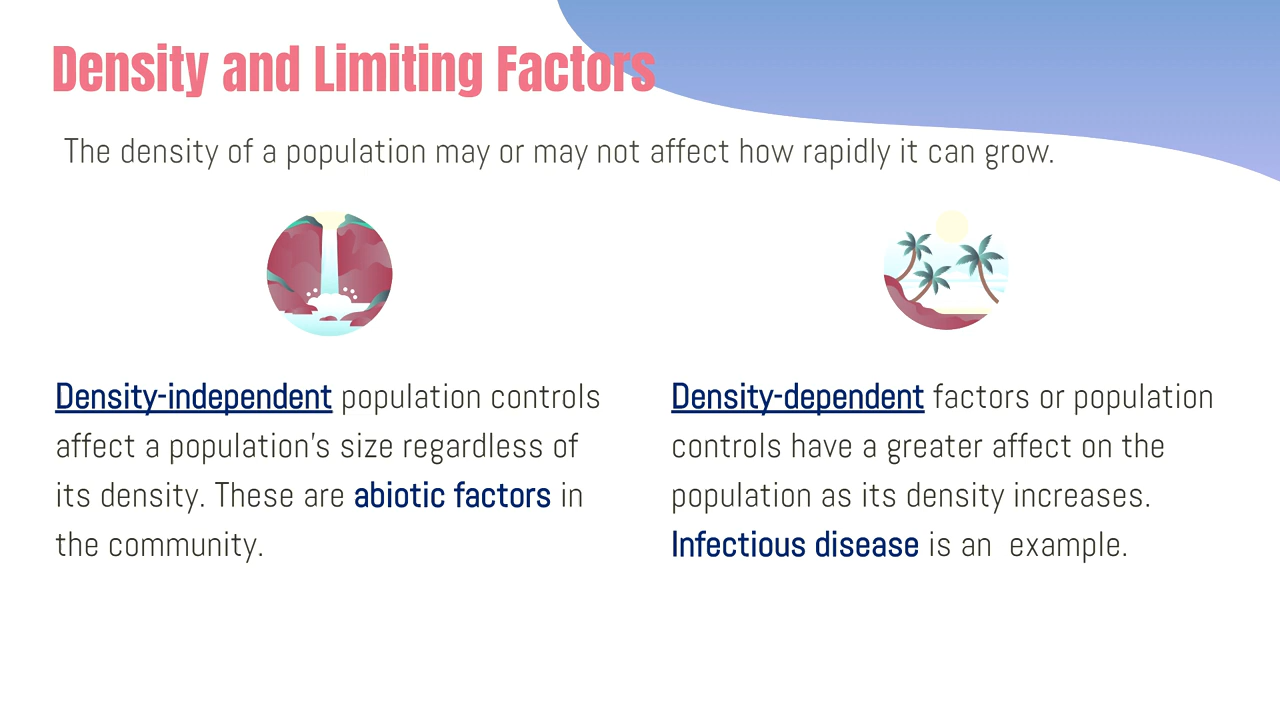 Density and Limiting Factors
The density of a population may or may not affect how rapidly it can grow.
Density-independent population controls
affect a population's size regardless of
its density. These are abiotic factors in
the community.
Density-dependent factors or population
controls have a greater affect on the
population as its density increases.
Infectious disease is an  example.